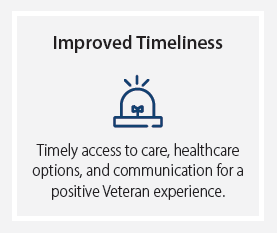 Improved Timeliness
Timely access to care, healthcare
options, and communication for a
positive Veteran experience.